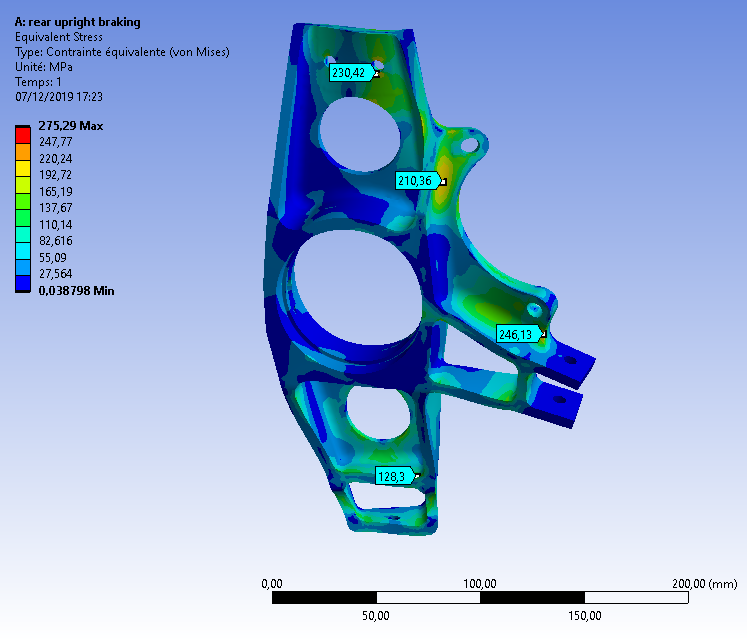 A: rear upright braking
Equivalent Stress
Type: Contrainte équivalente (von Mises)
Unité: MPa
Temps: 1
07/12/2019 17:23
275,29 Max
247,77
220,24
192,72
165,19
137,67
110,14
82,616
55,09
27,564
0,038798 Min
230,42
210,36
246,13
128,3
0,00 100,00 200,00 (mm)
50,00 150,00